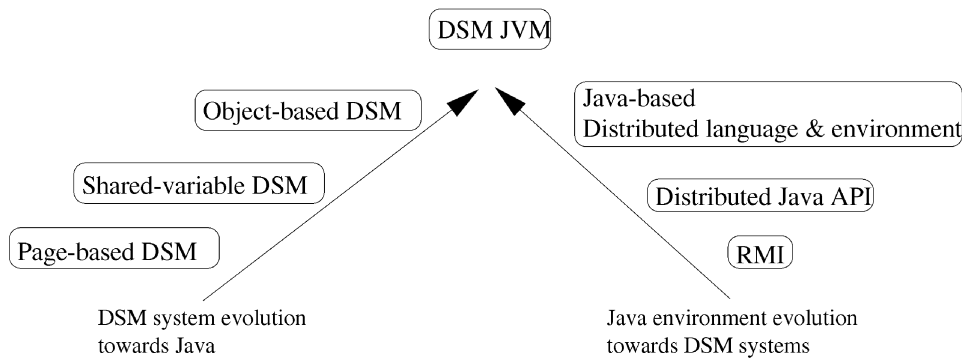 DSM JVM
Object-based DSM
Java-based
Distributed language & environment
Shared-variable DSM
Distributed Java API
Page-based DSM
RMI
DSM system evolution
towards Java
Java environment evolution
towards DSM systems